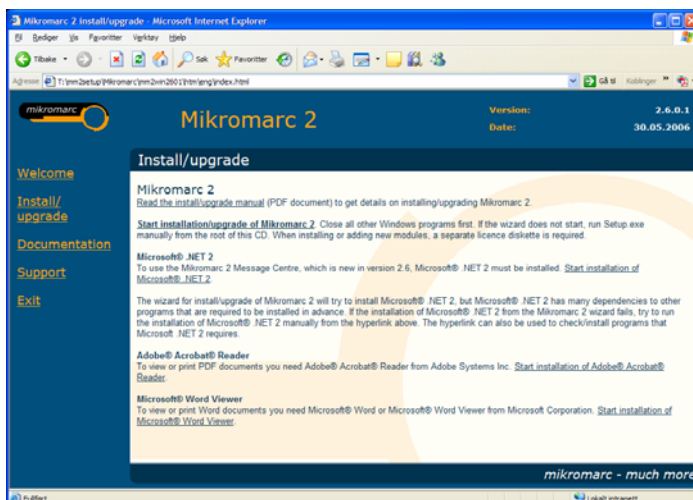 Mikromarc 2 install/upgrade - Microsoft Internet Explorer
Fil Rediger Vis Favoritter Verktøy Hjelp
Tilbake Søk Favoritter
Adresse T:\mm2setup\Mikromarc\mm2win2601\htm\eng\index.html Gå til Koblinger »
mikromarc
Mikromarc 2
Version: 2.6.0.1
Date: 30.05.2006
Welcome
Install/
upgrade
Documentation
Support
Exit
Install/upgrade
Mikromarc 2
Read the install/upgrade manual (PDF document) to get details on installing/upgrading Mikromarc 2.
Start installation/upgrade of Mikromarc 2. Close all other Windows programs first. If the wizard does not start, run Setup.exe
manually from the root of this CD. When installing or adding new modules, a separate licence diskette is required.
Microsoft® .NET 2
To use the Mikromarc 2 Message Centre, which is new in version 2.6, Microsoft® .NET 2 must be installed. Start installation of
Microsoft® .NET 2.
The wizard for install/upgrade of Mikromarc 2 will try to install Microsoft® .NET 2, but Microsoft® .NET 2 has many dependencies to other
programs that are required to be installed in advance. If the installation of Microsoft® .NET 2 from the Mikromarc 2 wizard fails, try to run
the installation of Microsoft® .NET 2 manually from the hyperlink above. The hyperlink can also be used to check/install programs that
Microsoft® .NET 2 requires.
Adobe® Acrobat® Reader
To view or print PDF documents you need Adobe® Acrobat® Reader from Adobe Systems Inc. Start installation of Adobe® Acrobat®
Reader.
Microsoft® Word Viewer
To view or print Word documents you need Microsoft® Word or Microsoft® Word Viewer from Microsoft Corporation. Start installation of
Microsoft® Word Viewer.
mikromarc - much more
Fullført Lokalt intranett